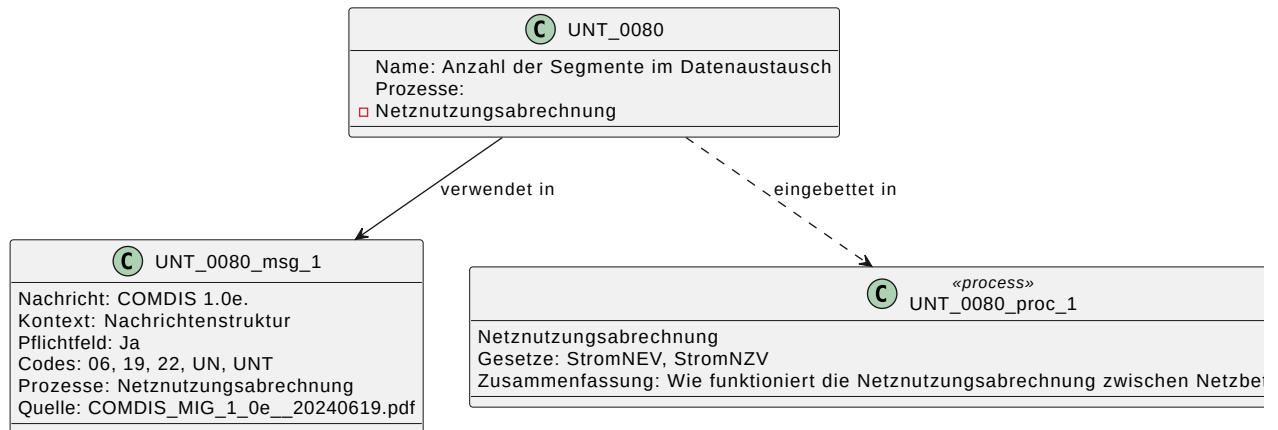 C UNT_0080
Name: Anzahl der Segmente im Datenaustausch
Prozesse:
Netznutzungsabrechnung
verwendet in
eingebettet in
C UNT_0080_msg_1
Nachricht: COMDIS 1.0e.
Kontext: Nachrichtenstruktur
Pflichtfeld: Ja
Codes: 06, 19, 22, UN, UNT
Prozesse: Netznutzungsabrechnung
Quelle: COMDIS_MIG_1_0e__20240619.pdf
«process»
C UNT_0080_proc_1
Netznutzungsabrechnung
Gesetze: StromNEV, StromNZV
Zusammenfassung: Wie funktioniert die Netznutzungsabrechnung zwischen Netzbet